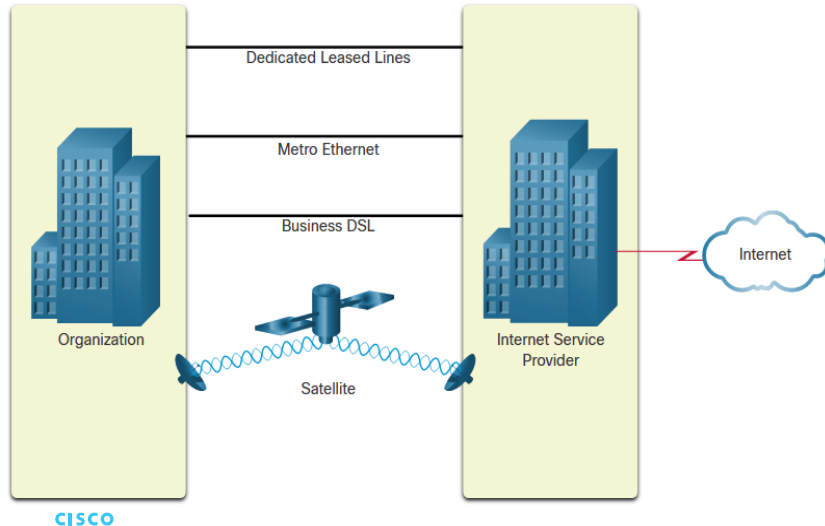 Dedicated Leased Lines
Metro Ethernet
Business DSL
Organization
Satellite
Internet Service
Provider
Internet
CISCO